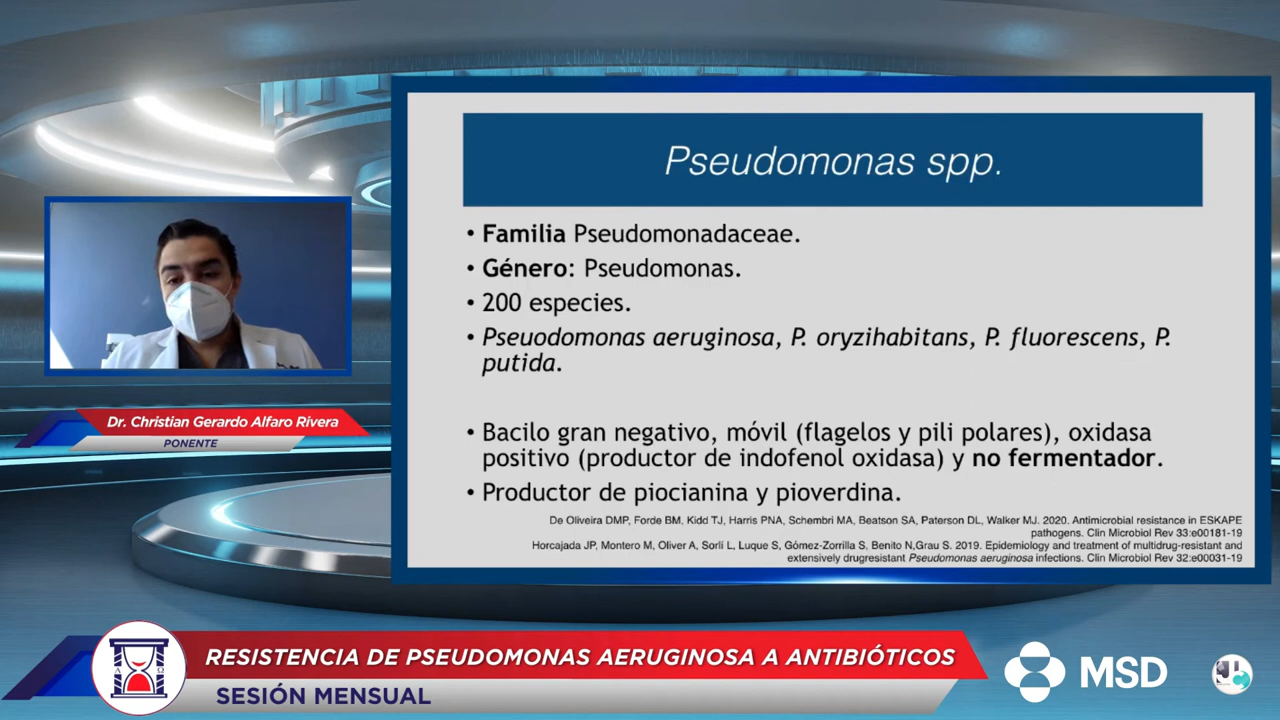 Pseudomonas spp.
• Familia Pseudomonadaceae.
• Género: Pseudomonas.
• 200 especies.
• Pseuodomonas aeruginosa, P. oryzihabitans, P. fluorescens, P.
putida.
• Bacilo gran negativo, móvil (flagelos y pili polares), oxidasa
positivo (productor de indofenol oxidasa) y no fermentador.
• Productor de piocianina y pioverdina.
De Oliveira DMP, Forde BM, Kidd TJ, Harris PNA, Schembri MA, Beatson SA, Paterson DL, Walker MJ. 2020. Antimicrobial resistance in ESKAPE
pathogens. Clin Microbiol Rev 33:e00181-19
Horcajada JP, Montero M, Oliver A, Sorlí L, Luque S, Gómez-Zorrilla S, Benito N,Grau S. 2019. Epidemiology and treatment of multidrug-resistant and
extensively drugresistant Pseudomonas aeruginosa infections. Clin Microbiol Rev 32:e00031-19
Dr. Christian Gerardo Alfaro Rivera
PONENTE
Α Ω
RESISTENCIA DE PSEUDOMONAS AERUGINOSA A ANTIBIÓTICOS
SESIÓN MENSUAL
MSD